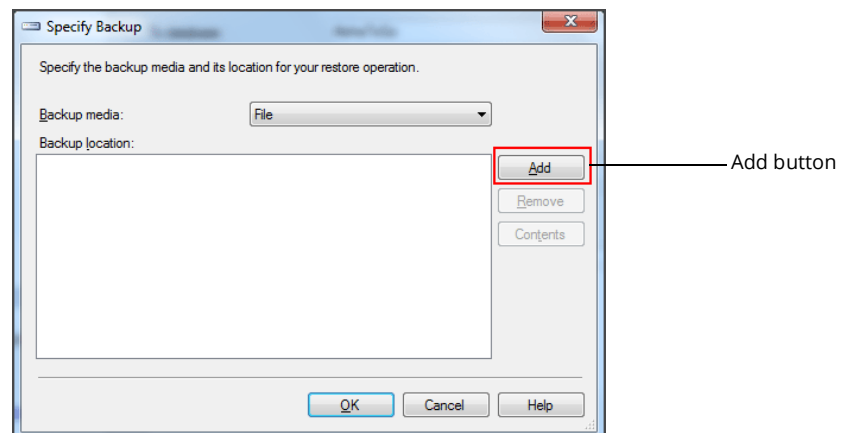 Specify Backup
Specify the backup media and its location for your restore operation.
Backup media:
File
Backup location:
Add
Add button
Remove
Contents
OK
Cancel
Help